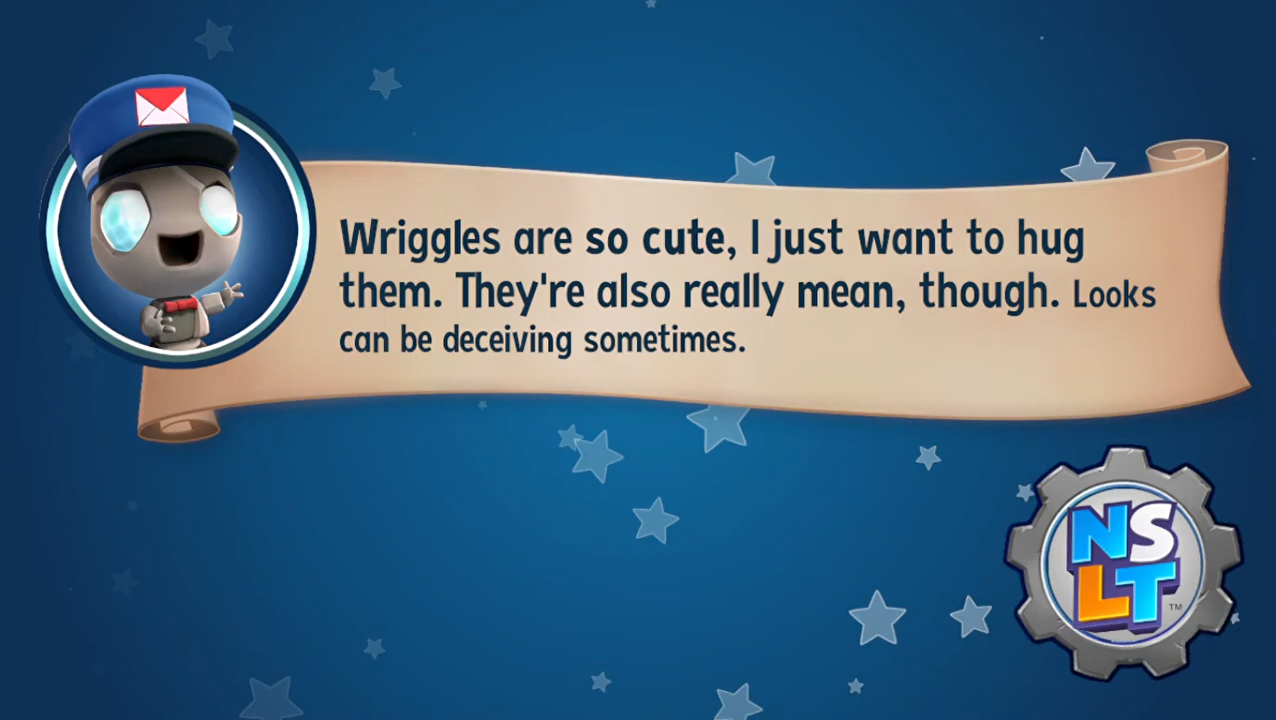 Wriggles are so cute, I just want to hug
them. They're also really mean, though. Looks
can be deceiving sometimes.
NS
LT
TM